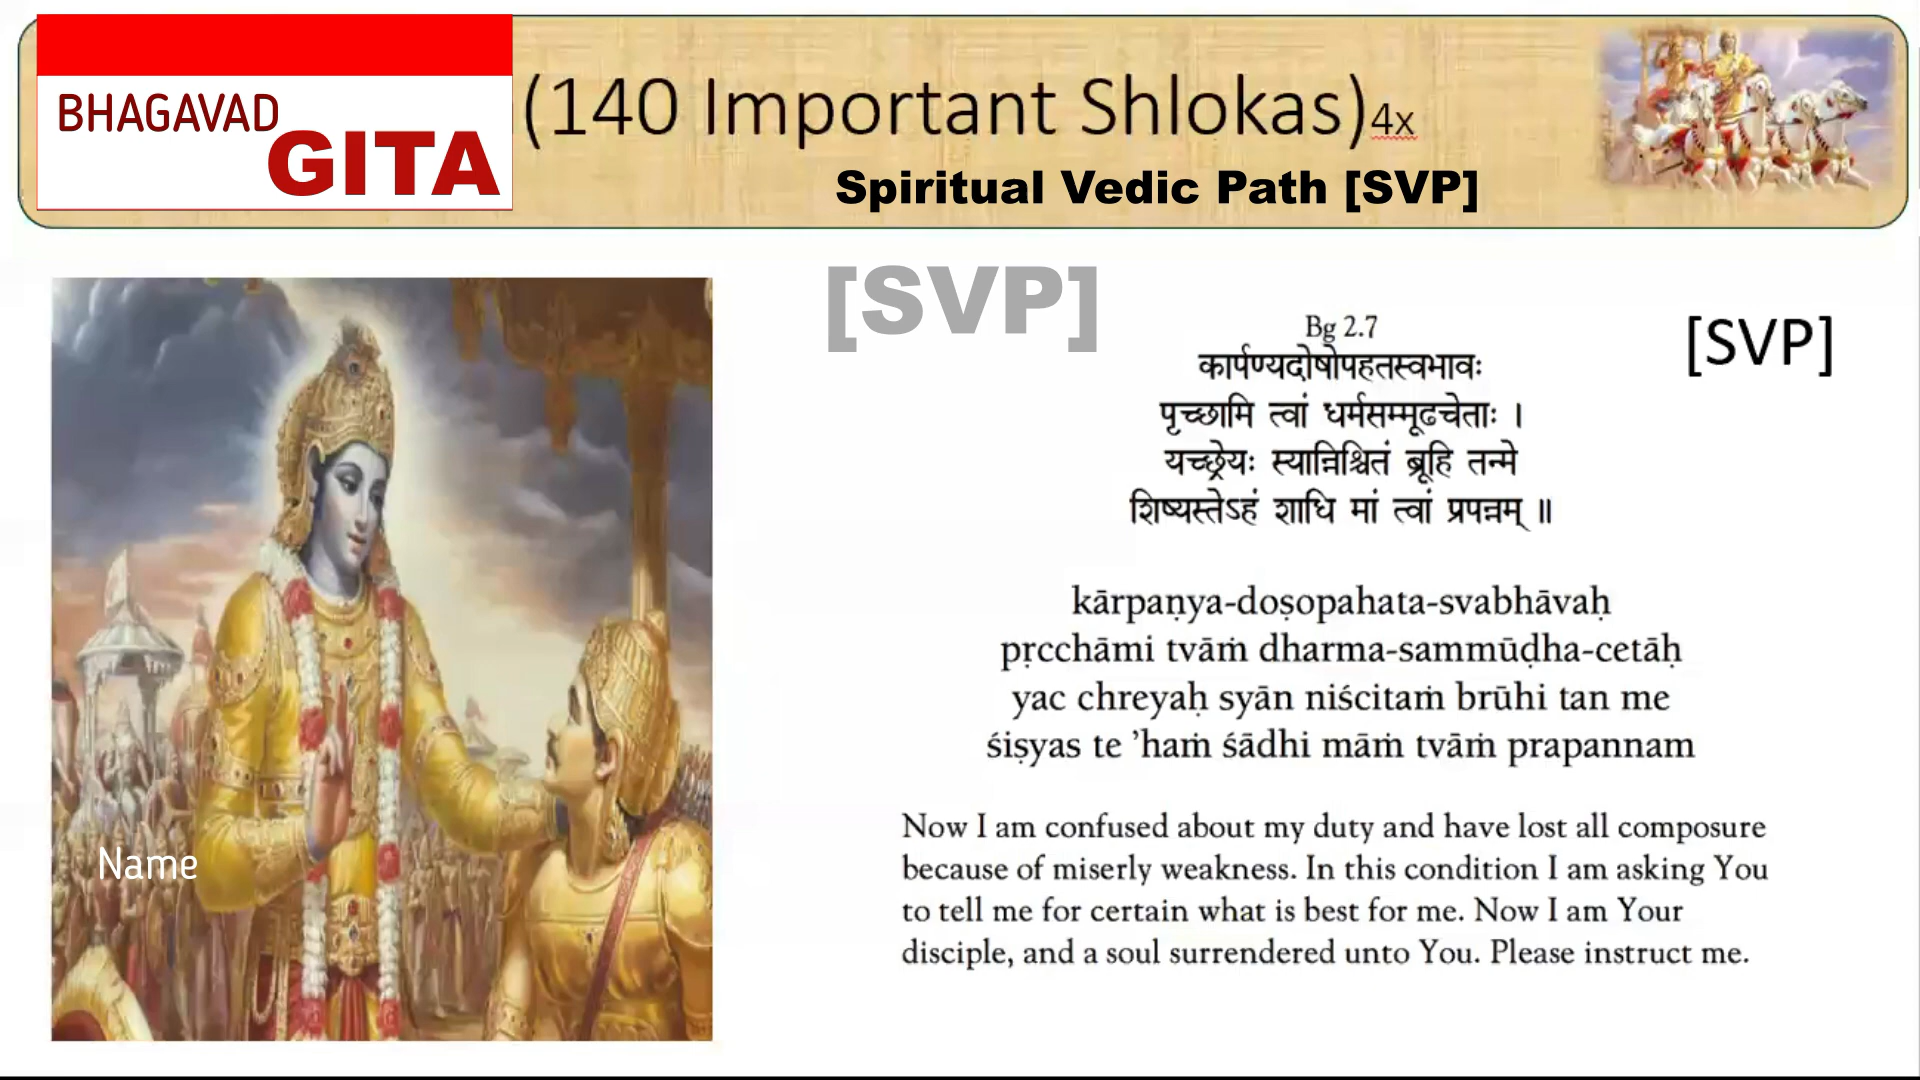 BHAGAVAD
GITA
(140 Important Shlokas)4x
Spiritual Vedic Path [SVP]
[SVP]
[SVP]
Bg 2.7
कार्पण्यदोषोपहतस्वभावः
पृच्छामि त्वां धर्मसम्मूढचेताः ।
यच्छ्रेयः स्यान्निश्चितं ब्रूहि तन्मे
शिष्यस्तेऽहं शाधि मां त्वां प्रपन्नम् ॥
kārpaṇya-doṣopahata-svabhāvaḥ
pṛcchāmi tvāṁ dharma-sammūḍha-cetāḥ
yac chreyaḥ syān niścitaṁ brūhi tan me
śiṣyas te ’haṁ śādhi māṁ tvāṁ prapannam
Now I am confused about my duty and have lost all composure
because of miserly weakness. In this condition I am asking You
to tell me for certain what is best for me. Now I am Your
disciple, and a soul surrendered unto You. Please instruct me.
Name